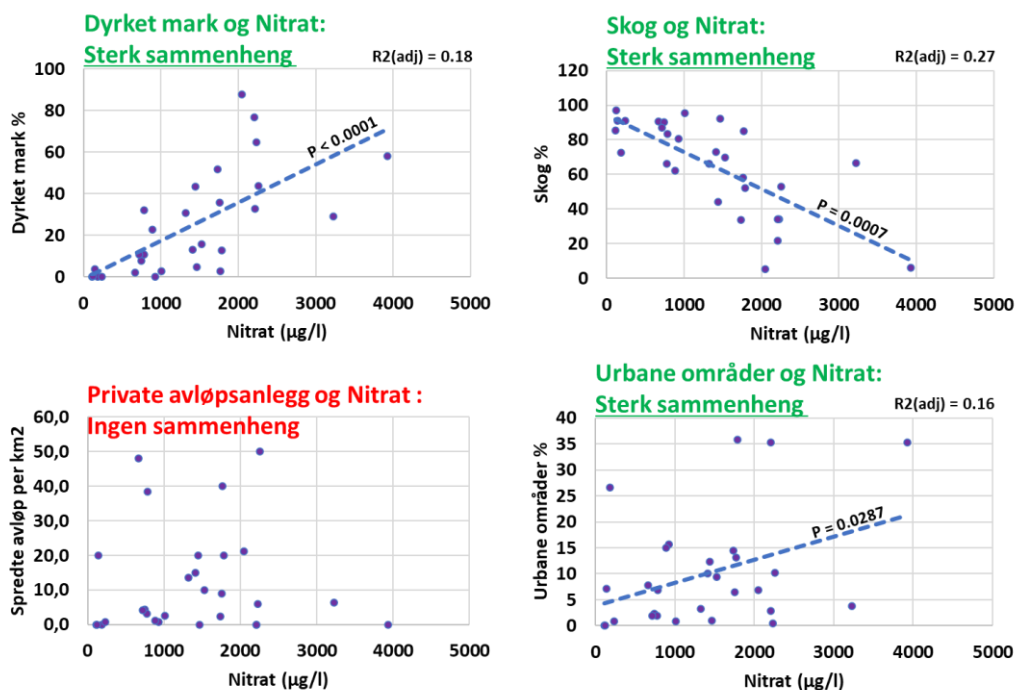 Dyrket mark og Nitrat:
Sterk sammenheng
R2(adj) = 0.18
Dyrket mark %
100
80
60
40
20
0
P < 0.0001
0 1000 2000 3000 4000 5000
Nitrat (µg/l)
Skog og Nitrat:
Sterk sammenheng
R2(adj) = 0.27
Skog %
120
100
80
60
40
20
0
P = 0.0007
0 1000 2000 3000 4000 5000
Nitrat (µg/l)
Private avløpsanlegg og Nitrat :
Ingen sammenheng
Spredte avløp per km2
60,0
50,0
40,0
30,0
20,0
10,0
0,0
0 1000 2000 3000 4000 5000
Nitrat (µg/l)
Urbane områder og Nitrat:
Sterk sammenheng
R2(adj) = 0.16
Urbane områder %
40
35
30
25
20
15
10
5
0
P = 0.0287
0 1000 2000 3000 4000 5000
Nitrat (µg/l)